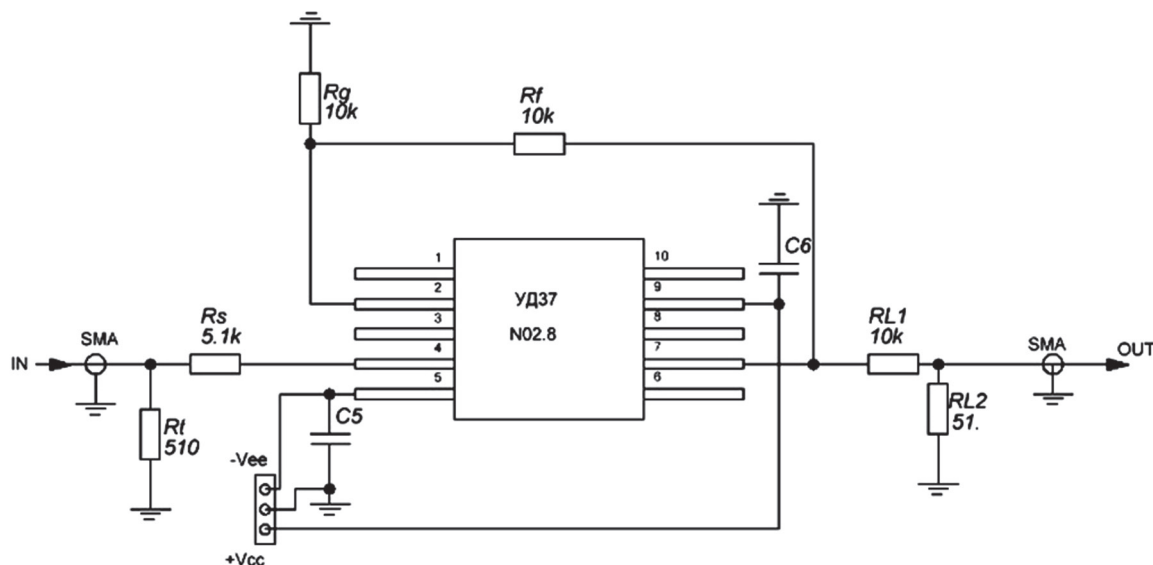 Rg
10k
Rf
10k
C6
1
2
3
4
5
10
9
8
7
6
УД37
N02.8
Rs
5.1k
IN
SMA
Rt
510
C5
-Vee
+Vcc
RL1
10k
RL2
51.
SMA
OUT